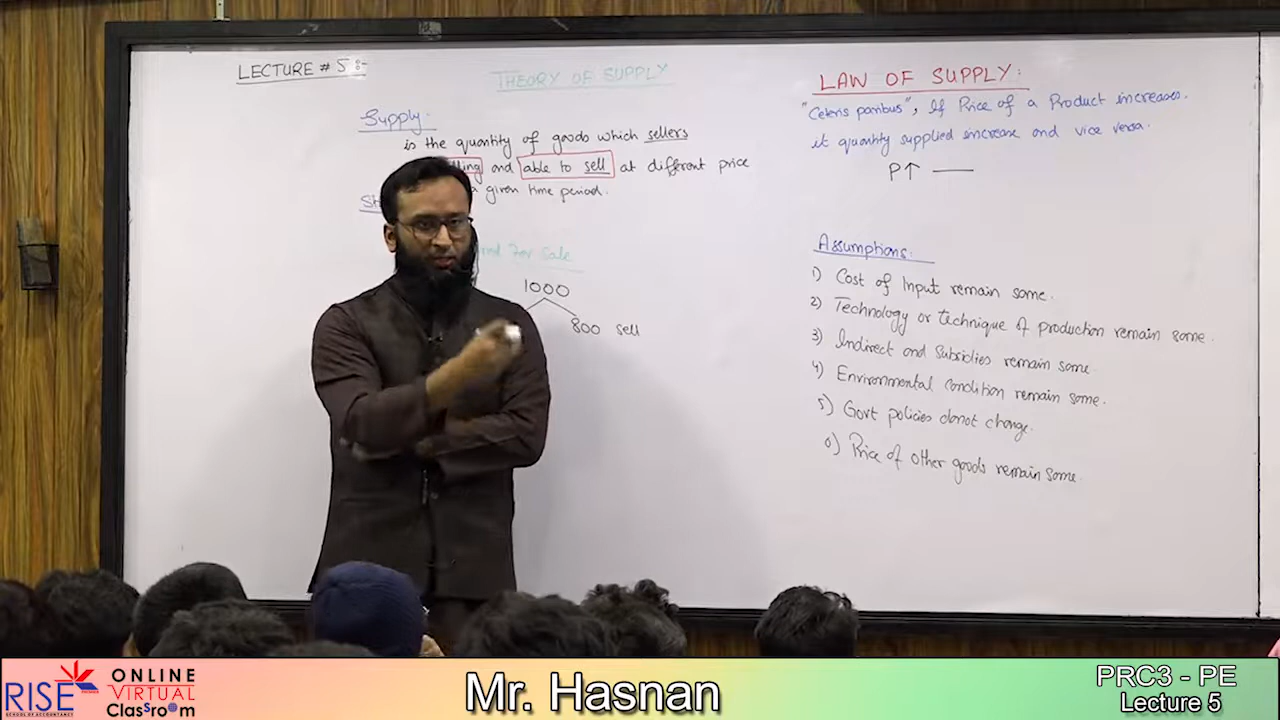 LECTURE # 5 :-
THEORY OF SUPPLY
Supply:
is the quantity of goods which sellers
and able to sell at different price
a given time period.
For Sale
1000
800 sell
LAW OF SUPPLY:
"Ceteris paribus", If Price of a Product increases.
it quantity supplied increase and vice versa.
P↑ —
Assumptions:
1) Cost of Input remain same.
2) Technology or technique of production remain same.
3) Indirect and subsidies remain same.
4) Environmental condition remain same.
5) Govt policies donot change.
6) Price of other goods remain same.
RISE
SCHOOL OF ACCOUNTANCY
ONLINE
VIRTUAL
Classroom
Mr. Hasnan
PRC3 - PE
Lecture 5